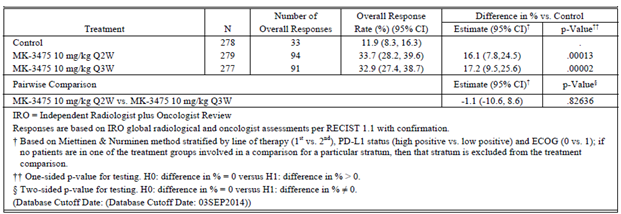 Treatment N Number of Overall Responses Overall Response Rate (%) (95% CI) Difference in % vs. Control
Estimate (95% CI)† p-Value††
Control 278 33 11.9 (8.3, 16.3) .
MK-3475 10 mg/kg Q2W 279 94 33.7 (28.2, 39.6) 16.1 (7.8,24.5) .00013
MK-3475 10 mg/kg Q3W 277 91 32.9 (27.4, 38.7) 17.2 (9.5,25.6) .00002
Pairwise Comparison Estimate (95% CI)† p-Value§
MK-3475 10 mg/kg Q2W vs. MK-3475 10 mg/kg Q3W -1.1 (-10.6, 8.6) .82636
IRO = Independent Radiologist plus Oncologist Review
Responses are based on IRO global radiological and oncologist assessments per RECIST 1.1 with confirmation.
† Based on Miettinen & Nurminen method stratified by line of therapy (1st vs. 2nd), PD-L1 status (high positive vs. low positive) and ECOG (0 vs. 1); if
no patients are in one of the treatment groups involved in a comparison for a particular stratum, then that stratum is excluded from the treatment
comparison.
†† One-sided p-value for testing. H0: difference in % = 0 versus H1: difference in % > 0.
§ Two-sided p-value for testing. H0: difference in % = 0 versus H1: difference in % ≠ 0.
(Database Cutoff Date: (Database Cutoff Date: 03SEP2014))